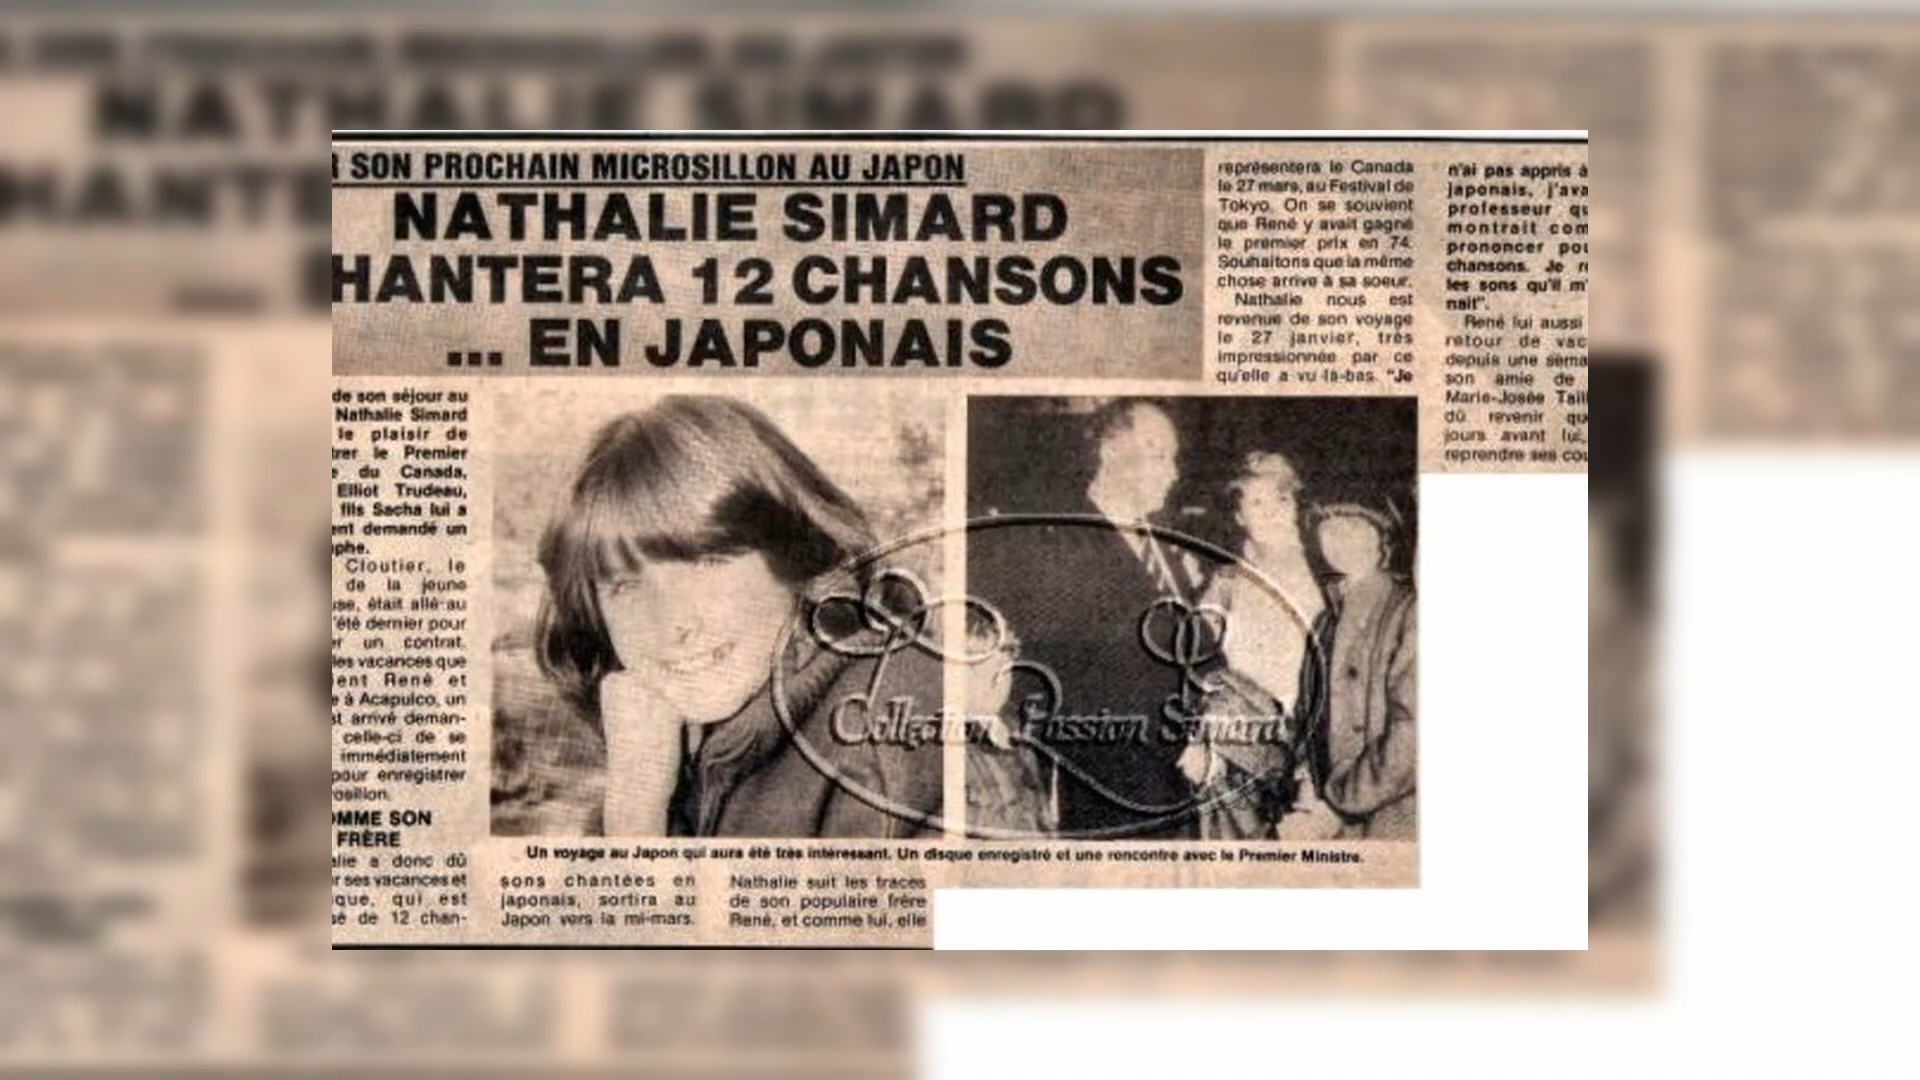 SON PROCHAIN MICROSILLON AU JAPON
NATHALIE SIMARD
HANTERA 12 CHANSONS
... EN JAPONAIS
de son séjour au
Nathalie Simard
le plaisir de
rer le Premier
e du Canada,
Elliot Trudeau,
fils Sacha lui a
ent demandé un
phe.
Cloutier, le
de la jeune
se, était allé au
'été dernier pour
r un contrat.
les vacances que
ient René et
e à Acapulco, un
st arrivé deman-
celle-ci de se
immédiatement
pour enregistrer
rosillon.
OMME SON
FRÈRE
alie a donc dû
r ses vacances et
que, qui est
sé de 12 chan-
Un voyage au Japon qui aura été très intéressant. Un disque enregistré et une rencontre avec le Premier Ministre.
sons chantées en
japonais, sortira au
Japon vers la mi-mars.
Nathalie suit les traces
de son populaire frère
René, et comme lui, elle
représentera le Canada
le 27 mars, au Festival de
Tokyo. On se souvient
que René y avait gagné
le premier prix en 74.
Souhaitons que la même
chose arrive à sa soeur.
Nathalie nous est
revenue de son voyage
le 27 janvier, très
impressionnée par ce
qu'elle a vu là-bas. "Je
n'ai pas appris à
japonais, j'ava
professeur qu
montrait com
prononcer pou
chansons. Je re
les sons qu'il m'
nait".
René lui aussi
retour de vac
depuis une sema
son amie de
Marie-Josée Taill
dû revenir qu
jours avant lui,
reprendre ses cou
Collection Passion Simard